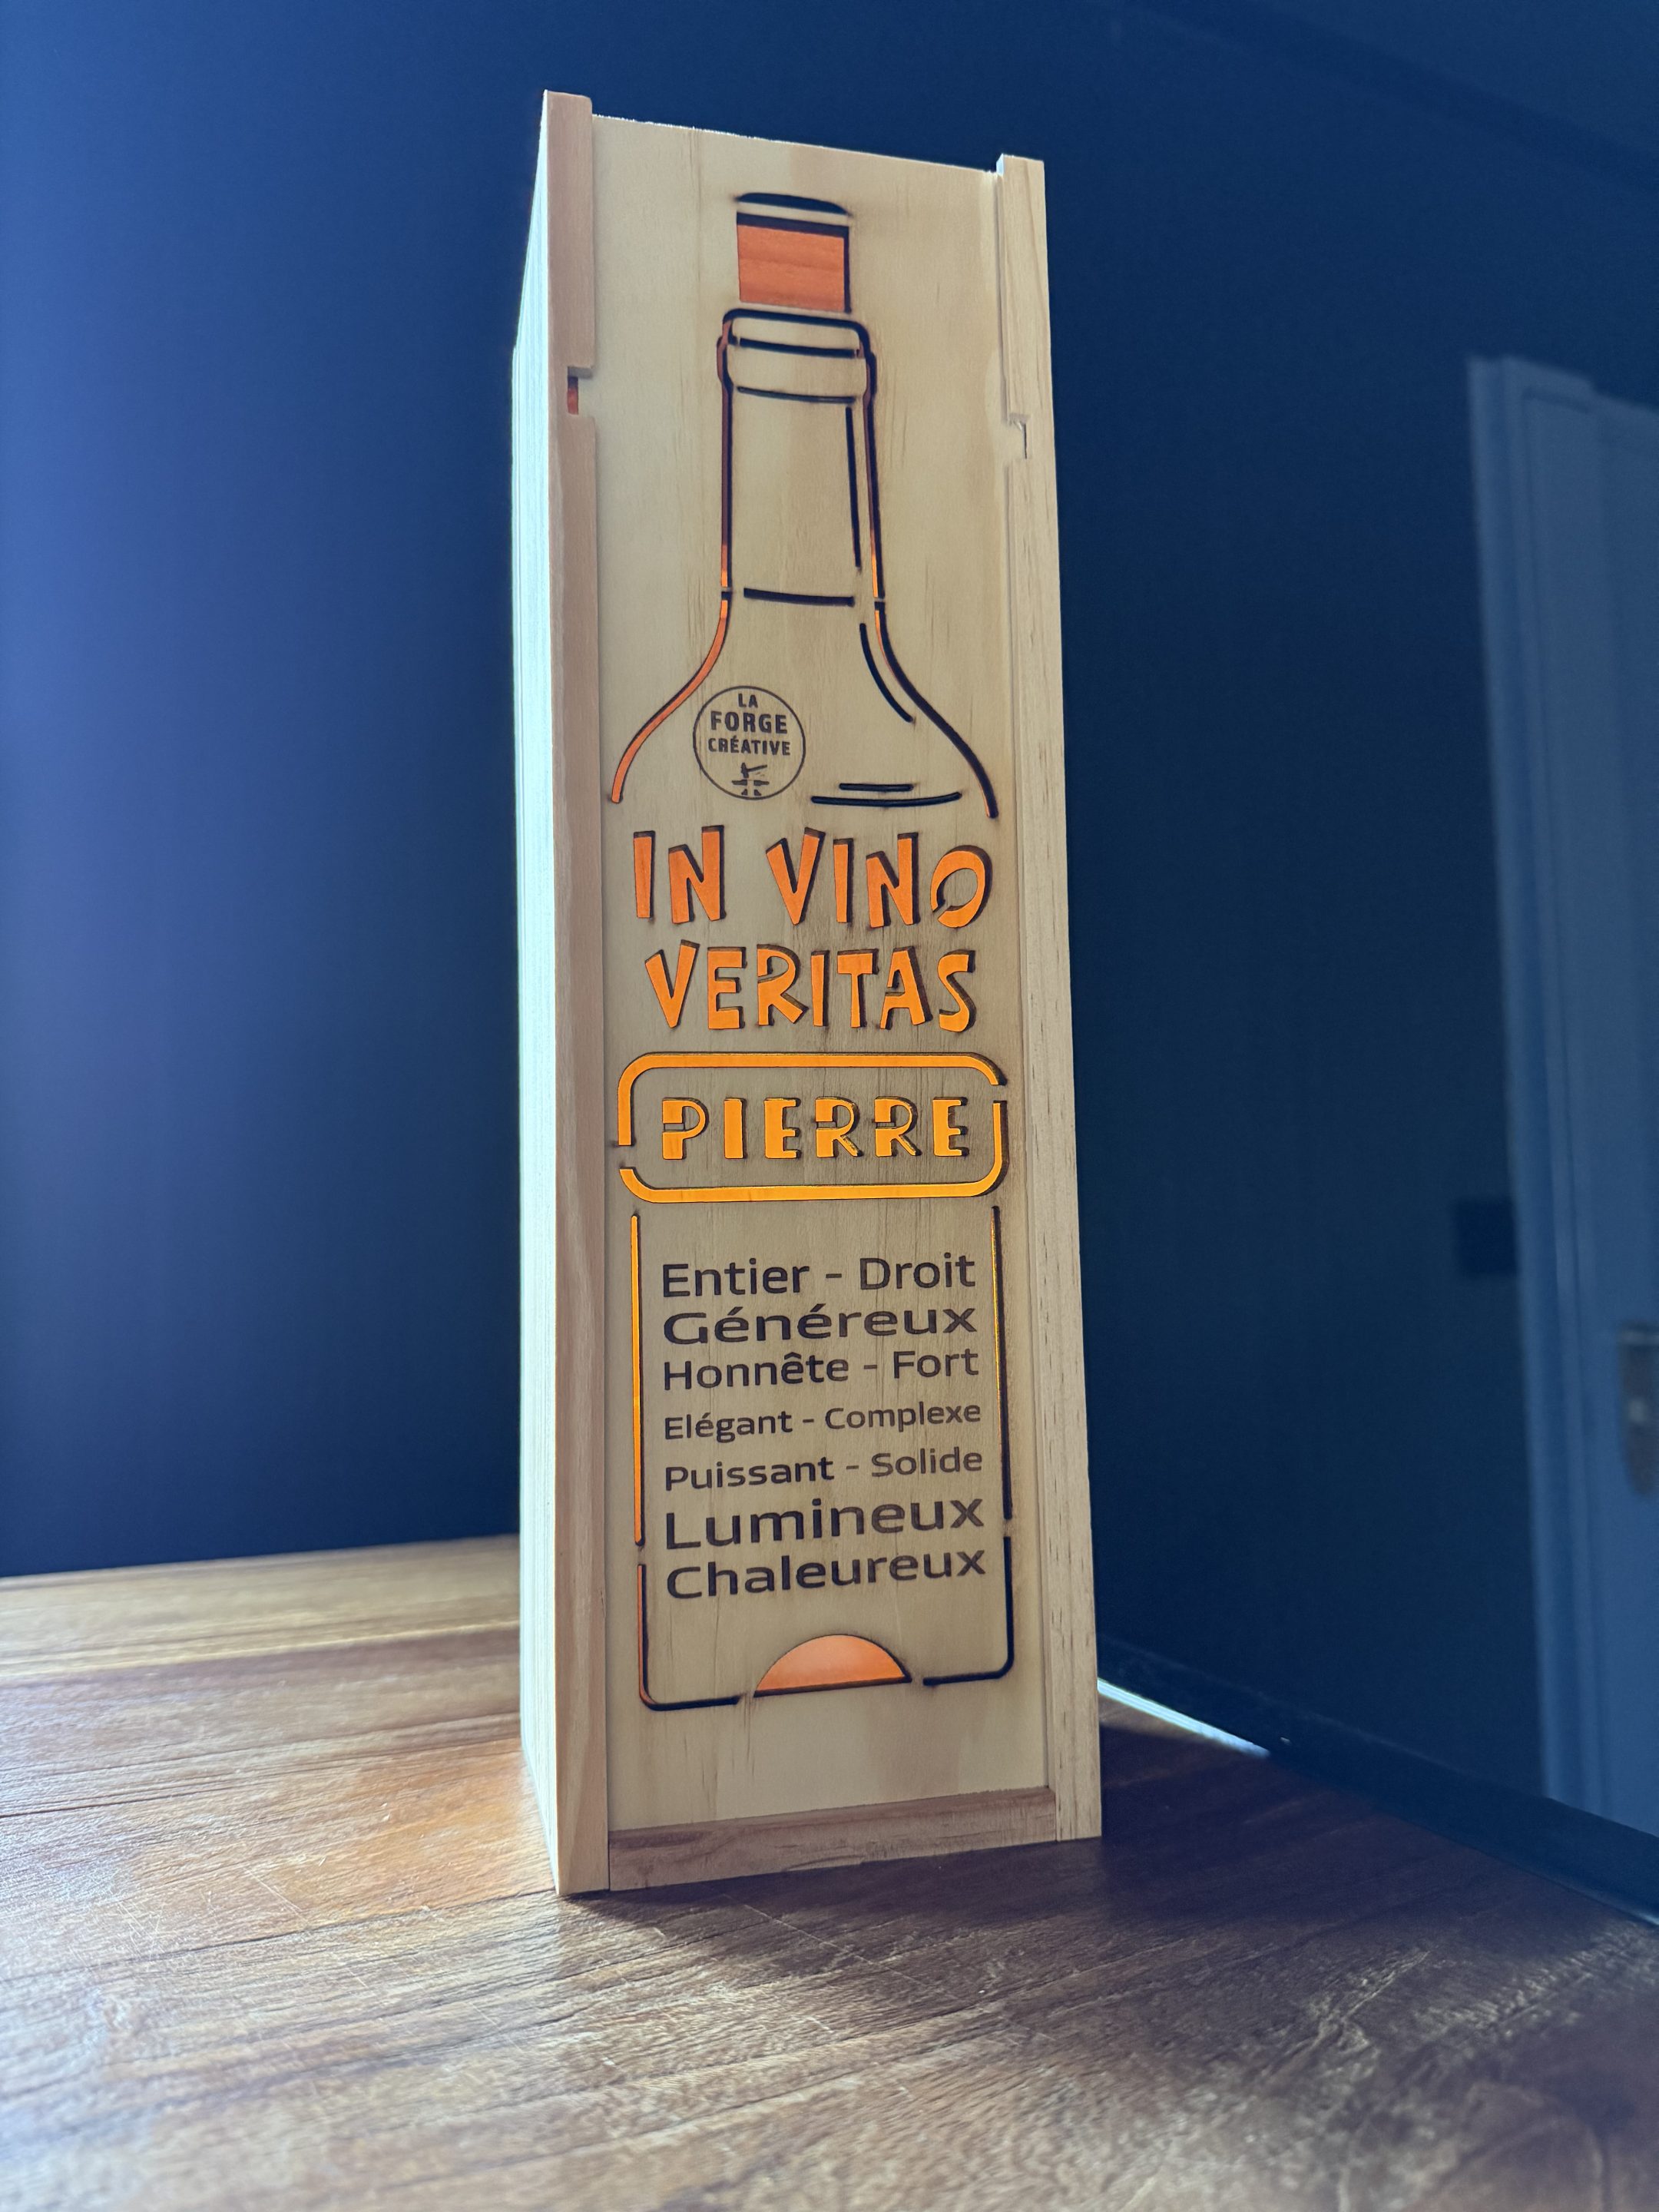 LA
FORGE
CRÉATIVE
IN VINO
VERITAS
PIERRE
Entier - Droit
Généreux
Honnête - Fort
Elégant - Complexe
Puissant - Solide
Lumineux
Chaleureux